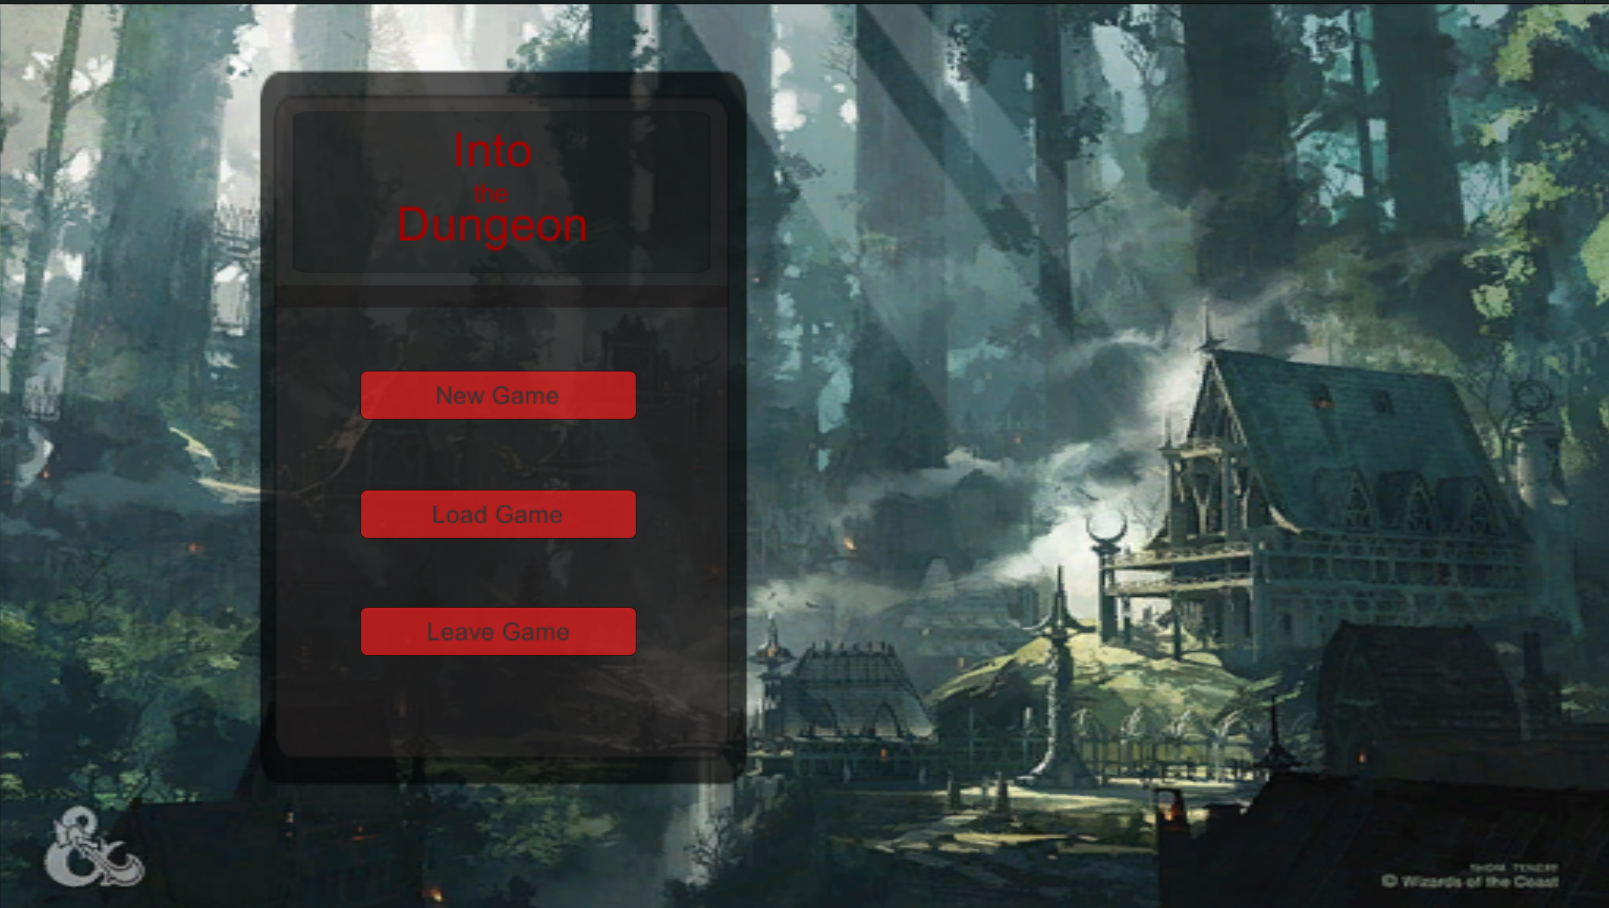 Into
the
Dungeon
New Game
Load Game
Leave Game
© Wizards of the Coast